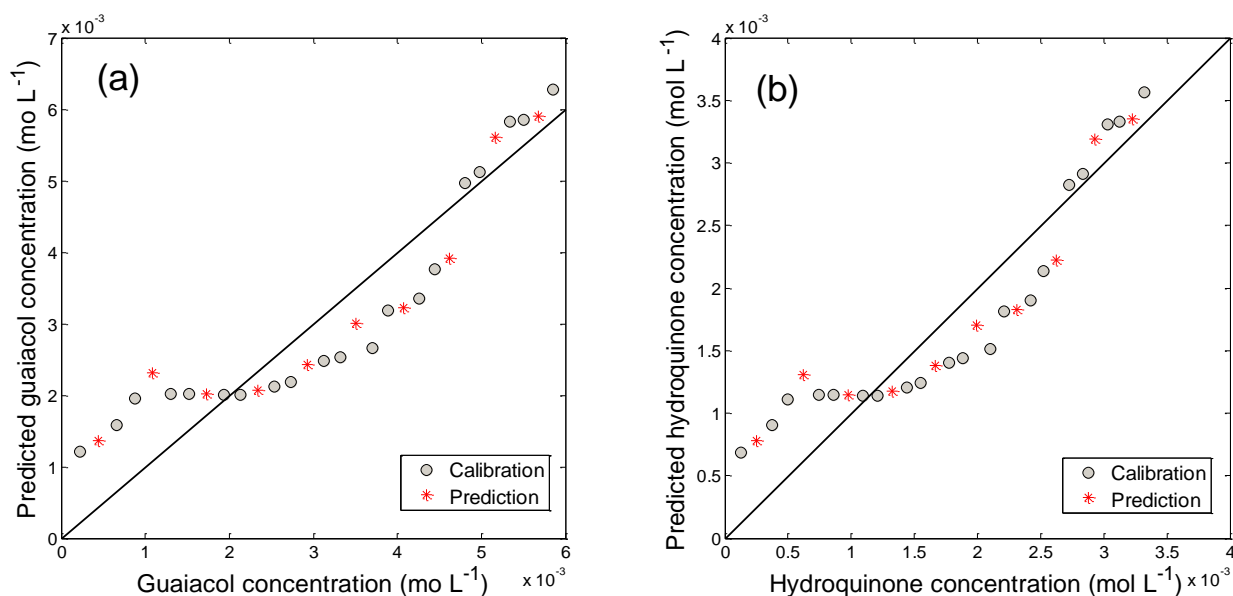 x 10⁻³
7
6
5
4
3
2
1
0
(a)
Predicted guaiacol concentration (mo L⁻¹)
Calibration
Prediction
0 1 2 3 4 5 6
Guaiacol concentration (mo L⁻¹)
x 10⁻³
x 10⁻³
4
3.5
3
2.5
2
1.5
1
0.5
0
(b)
Predicted hydroquinone concentration (mol L⁻¹)
Calibration
Prediction
0 0.5 1 1.5 2 2.5 3 3.5 4
Hydroquinone concentration (mol L⁻¹)
x 10⁻³